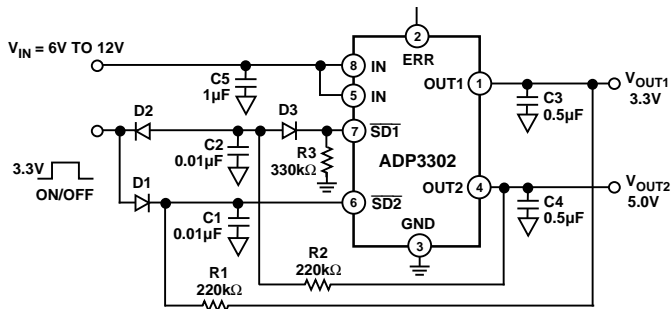 V_IN = 6V TO 12V
2
ERR
8
IN
5
IN
C5
1µF
OUT1
1
V_OUT1
3.3V
C3
0.5µF
D2
C2
0.01µF
D3
7
SD1
R3
330kΩ
ADP3302
3.3V
ON/OFF
D1
C1
0.01µF
6
SD2
OUT2
4
V_OUT2
5.0V
C4
0.5µF
GND
3
R2
220kΩ
R1
220kΩ